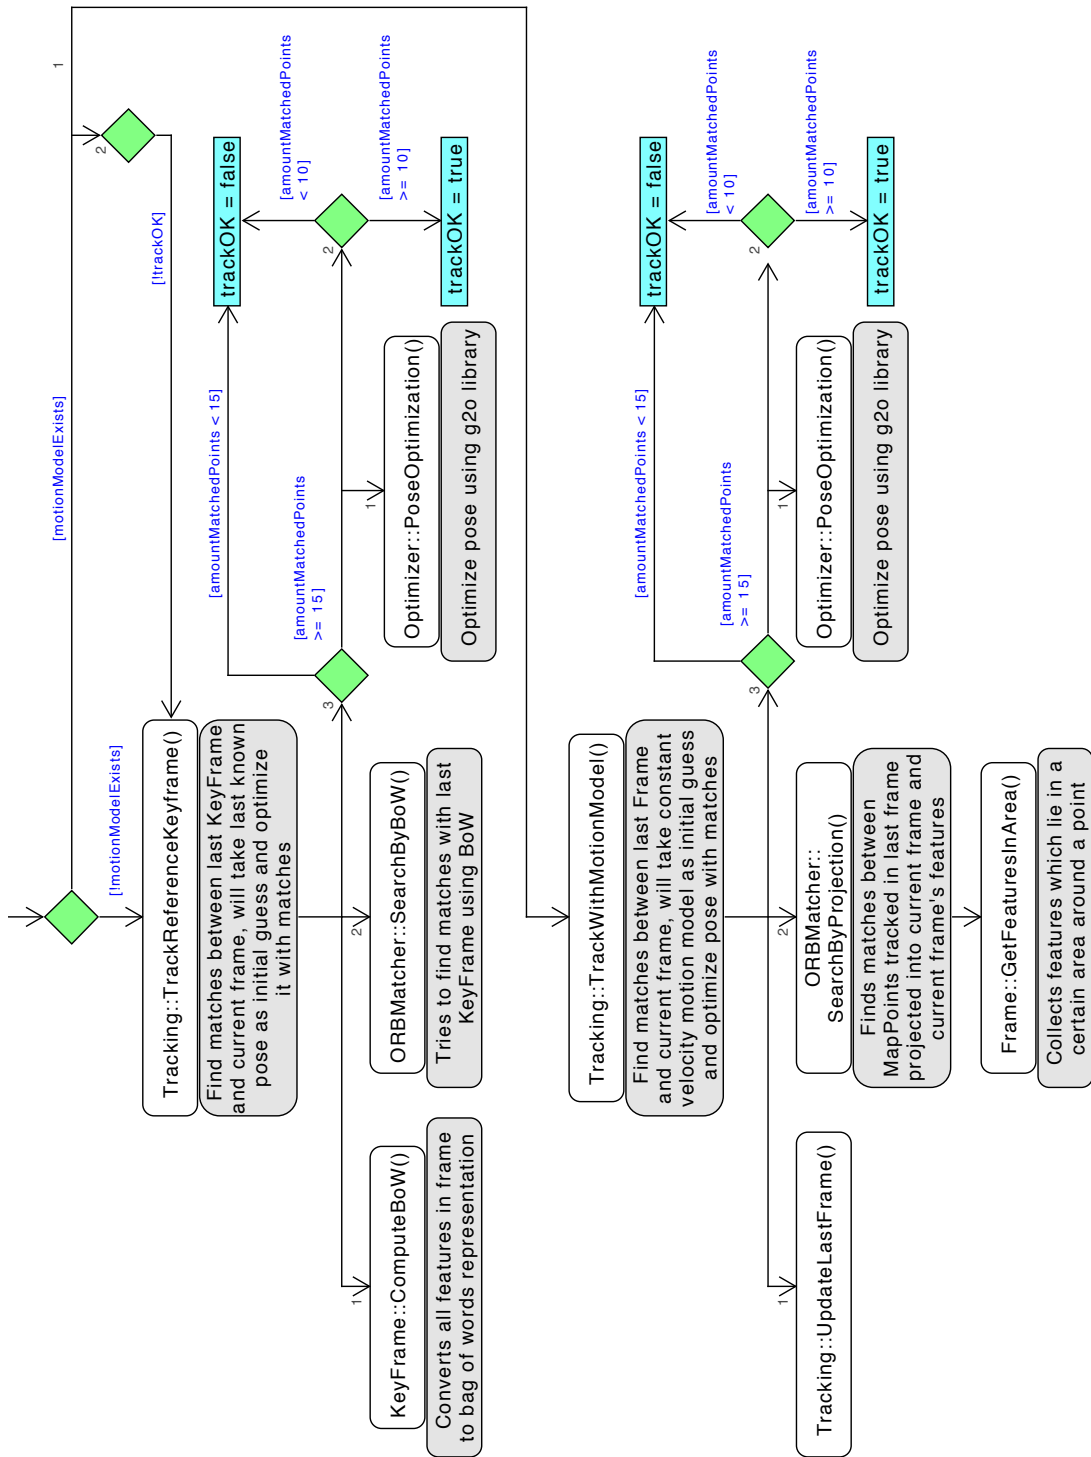 [motionModelExists]
1
2
[!motionModelExists]
[!trackOK]
Tracking::TrackReferenceKeyframe()
Find matches between last KeyFrame
and current frame, will take last known
pose as initial guess and optimize
it with matches
1
KeyFrame::ComputeBoW()
Converts all features in frame
to bag of words representation
2
ORBMatcher::SearchByBoW()
Tries to find matches with last
KeyFrame using BoW
3
[amountMatchedPoints < 15]
[amountMatchedPoints
>= 15]
1
Optimizer::PoseOptimization()
Optimize pose using g2o library
2
[amountMatchedPoints
< 10]
trackOK = false
[amountMatchedPoints
>= 10]
trackOK = true
Tracking::TrackWithMotionModel()
Find matches between last Frame
and current frame, will take constant
velocity motion model as initial guess
and optimize pose with matches
1
Tracking::UpdateLastFrame()
2
ORBMatcher::
SearchByProjection()
Finds matches between
MapPoints tracked in last frame
projected into current frame and
current frame's features
Frame::GetFeaturesInArea()
Collects features which lie in a
certain area around a point
3
[amountMatchedPoints < 15]
[amountMatchedPoints
>= 15]
1
Optimizer::PoseOptimization()
Optimize pose using g2o library
2
[amountMatchedPoints
< 10]
trackOK = false
[amountMatchedPoints
>= 10]
trackOK = true